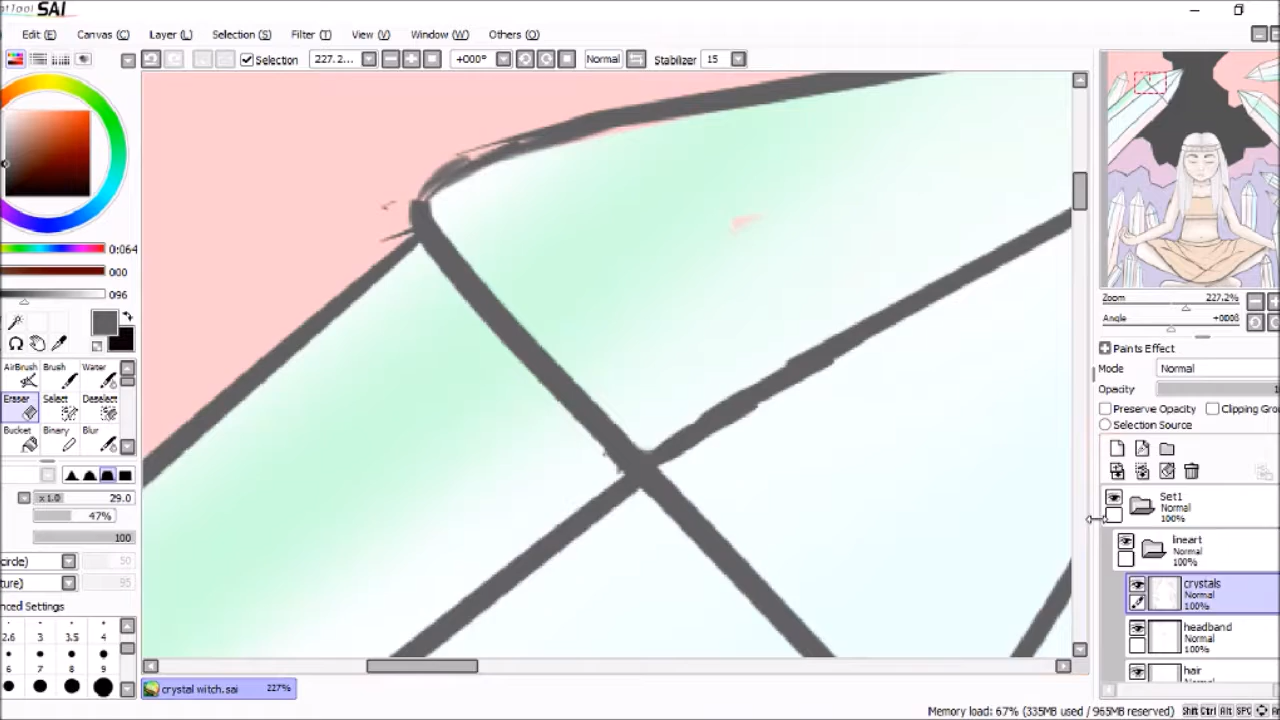 SAI
Edit (E) Canvas (C) Layer (L) Selection (S) Filter (T) View (V) Window (W) Others (O)
Selection 227.2... +000° Normal Stabilizer 15
0:064
000
096
AirBrush Brush Water
Eraser Select Deselect
Bucket Binary Blur
x1.0 29.0
47%
100
circle) 50
ture) 95
nced Settings
2.6 3 3.5 4
6 7 8 9
Zoom 227.2%
Angle
Paints Effect
Mode Normal
Opacity
Preserve Opacity Clipping Gro
Selection Source
Set1
Normal
100%
lineart
Normal
100%
crystals
Normal
100%
headband
Normal
100%
hair
crystal witch.sai 227%
Memory load: 67% (335MB used / 965MB reserved) Shft Ctrl Alt SPC